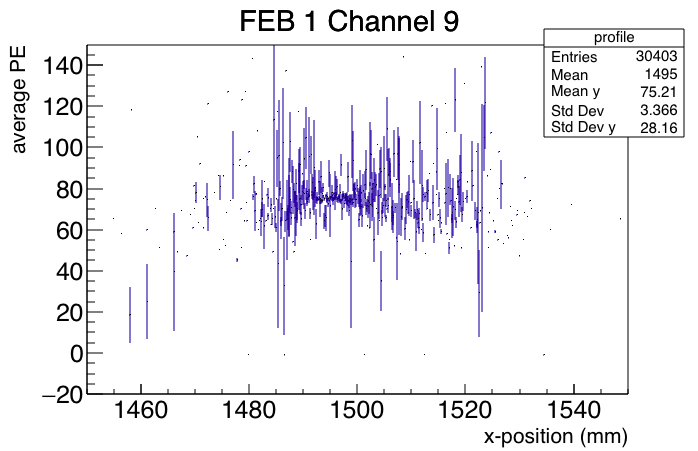 FEB 1 Channel 9
profile
Entries 30403
Mean 1495
Mean y 75.21
Std Dev 3.366
Std Dev y 28.16
average PE
140
120
100
80
60
40
20
0
−20
1460 1480 1500 1520 1540
x-position (mm)